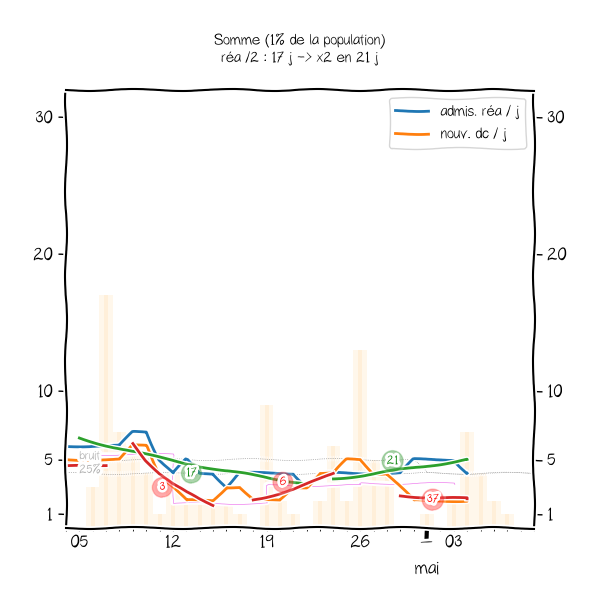 Somme (1% de la population)
réa /2 : 17 j -> x2 en 21 j
admis. réa / j
nouv. dc / j
30 30
20 20
10 10
5 5
1 1
bruit
25%
3
17
6
21
37
05 12 19 26 1 03
mai